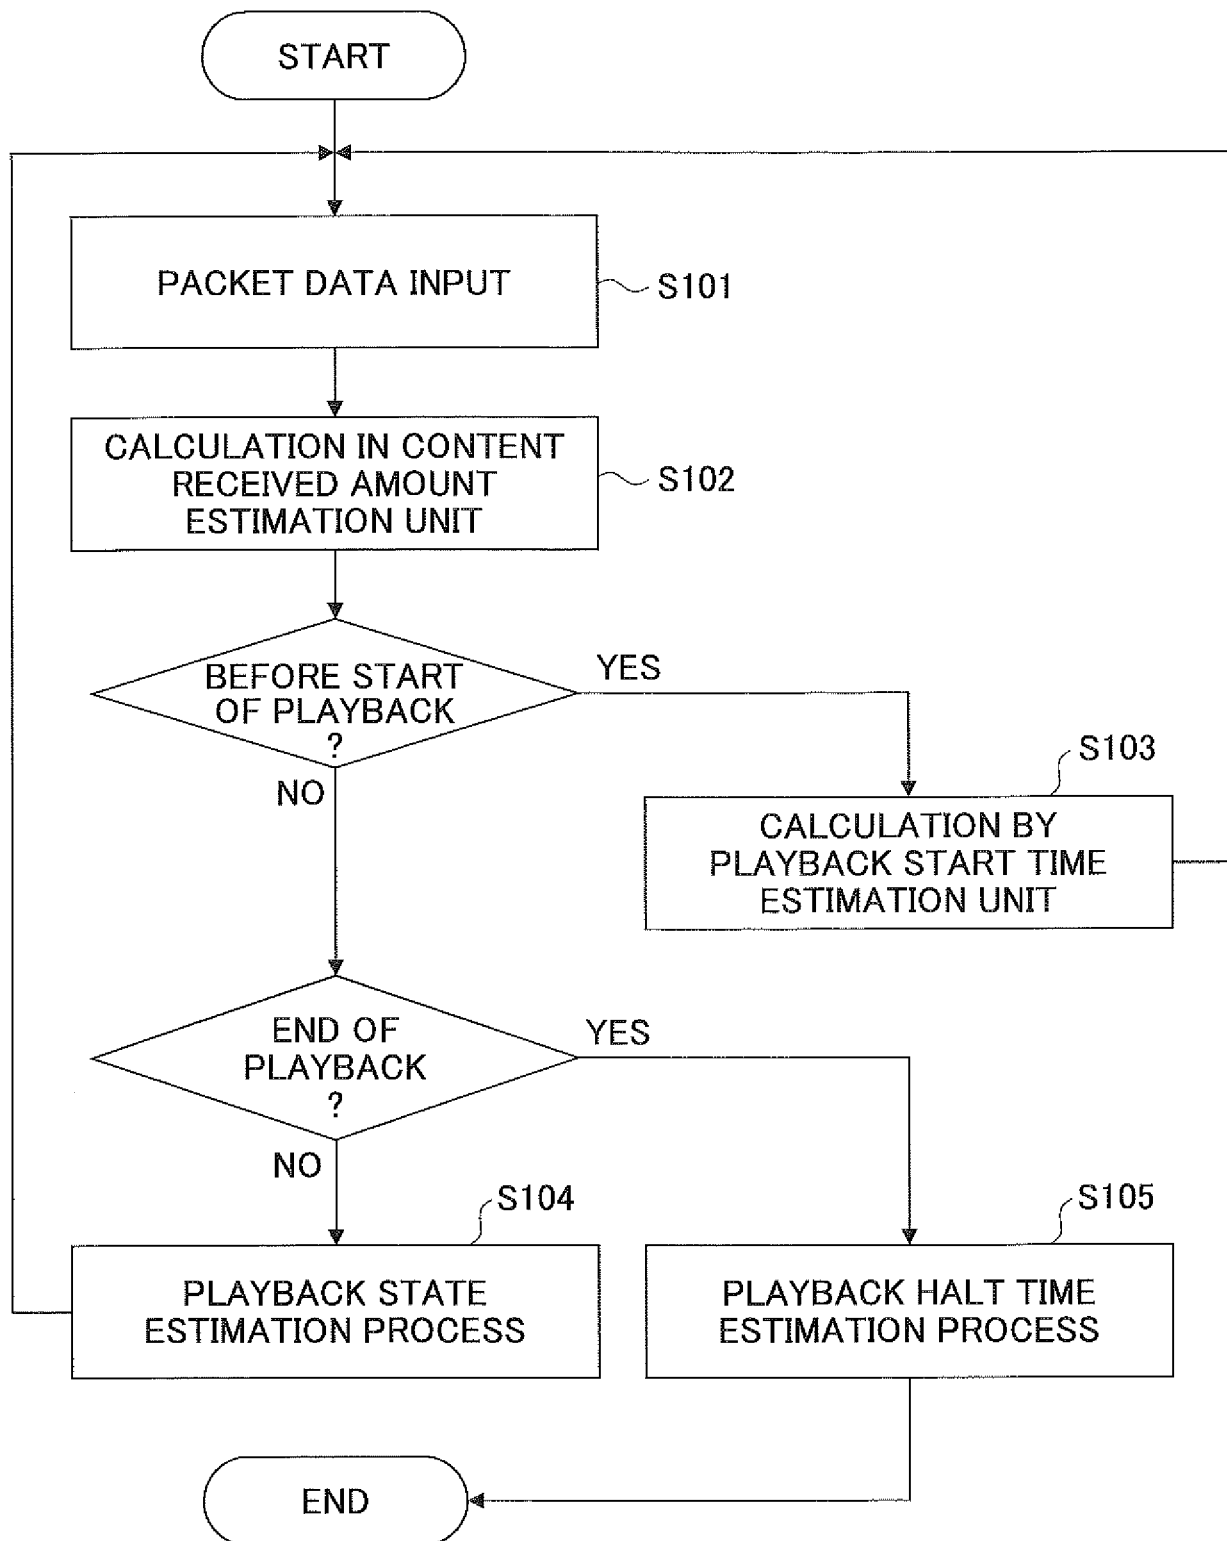 START
PACKET DATA INPUT
S101
CALCULATION IN CONTENT
RECEIVED AMOUNT
ESTIMATION UNIT
S102
BEFORE START
OF PLAYBACK
?
YES
NO
S103
CALCULATION BY
PLAYBACK START TIME
ESTIMATION UNIT
END OF
PLAYBACK
?
YES
NO
S104
PLAYBACK STATE
ESTIMATION PROCESS
S105
PLAYBACK HALT TIME
ESTIMATION PROCESS
END